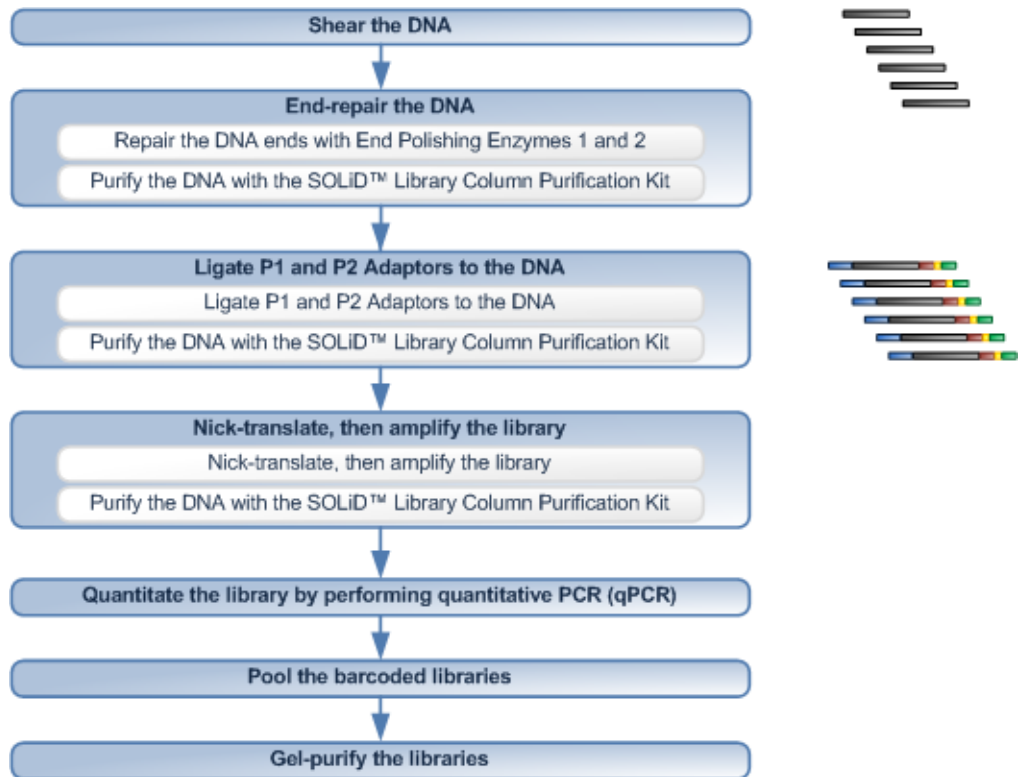 Shear the DNA
End-repair the DNA
Repair the DNA ends with End Polishing Enzymes 1 and 2
Purify the DNA with the SOLiD™ Library Column Purification Kit
Ligate P1 and P2 Adaptors to the DNA
Ligate P1 and P2 Adaptors to the DNA
Purify the DNA with the SOLiD™ Library Column Purification Kit
Nick-translate, then amplify the library
Nick-translate, then amplify the library
Purify the DNA with the SOLiD™ Library Column Purification Kit
Quantitate the library by performing quantitative PCR (qPCR)
Pool the barcoded libraries
Gel-purify the libraries